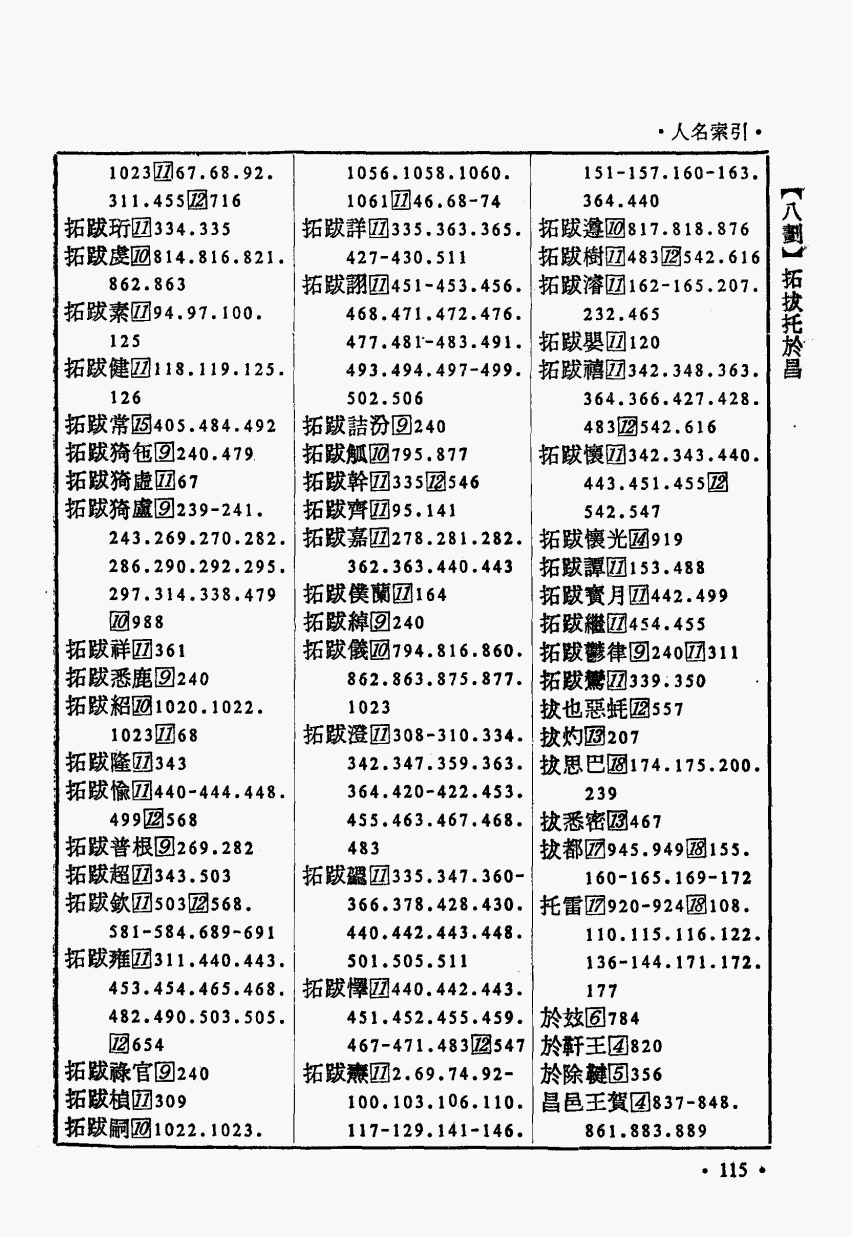 ·人名索引·
【八劃】拓拔托於昌
1023[11]67.68.92.
311.455[12]716
拓跋珩[11]334.335
拓跋虔[10]814.816.821.
862.863
拓跋素[11]94.97.100.
125
拓跋健[11]118.119.125.
126
拓跋常[15]405.484.492
拓跋猗㐌[9]240.479
拓跋猗虛[11]67
拓跋猗盧[9]239-241.
243.269.270.282.
286.290.292.295.
297.314.338.479
[10]988
拓跋祥[11]361
拓跋悉鹿[9]240
拓跋紹[10]1020.1022.
1023[11]68
拓跋隆[11]343
拓跋愉[11]440-444.448.
499[12]568
拓跋普根[9]269.282
拓跋超[11]343.503
拓跋欽[11]503[12]568.
581-584.689-691
拓跋雍[11]311.440.443.
453.454.465.468.
482.490.503.505.
[12]654
拓跋祿官[9]240
拓跋楨[11]309
拓跋嗣[10]1022.1023.
1056.1058.1060.
1061[11]46.68-74
拓跋詳[11]335.363.365.
427-430.511
拓跋詡[11]451-453.456.
468.471.472.476.
477.481-483.491.
493.494.497-499.
502.506
拓跋詰汾[9]240
拓跋觚[10]795.877
拓跋幹[11]335[12]546
拓跋齊[11]95.141
拓跋嘉[11]278.281.282.
362.363.440.443
拓跋僕蘭[11]164
拓跋綽[9]240
拓跋儀[10]794.816.860.
862.863.875.877.
1023
拓跋澄[11]308-310.334.
342.347.359.363.
364.420-422.453.
455.463.467.468.
483
拓跋勰[11]335.347.360-
366.378.428.430.
440.442.443.448.
501.505.511
拓跋懌[11]440.442.443.
451.452.455.459.
467-471.483[12]547
拓跋燾[11]2.69.74.92-
100.103.106.110.
117-129.141-146.
151-157.160-163.
364.440
拓跋遵[10]817.818.876
拓跋樹[11]483[12]542.616
拓跋濬[11]162-165.207.
232.465
拓跋嬰[11]120
拓跋禧[11]342.348.363.
364.366.427.428.
483[12]542.616
拓跋懷[11]342.343.440.
443.451.455[12]
542.547
拓跋懷光[14]919
拓跋譚[11]153.488
拓跋寶月[11]442.499
拓跋繼[11]454.455
拓跋鬱律[9]240[11]311
拓跋鸞[11]339.350
拔也惡蚝[12]557
拔灼[13]207
拔思巴[18]174.175.200.
239
拔悉密[13]467
拔都[17]945.949[18]155.
160-165.169-172
托雷[17]920-924[18]108.
110.115.116.122.
136-144.171.172.
177
於玆[6]784
於軒王[4]820
於除鞬[5]356
昌邑王賀[4]837-848.
861.883.889
·115·